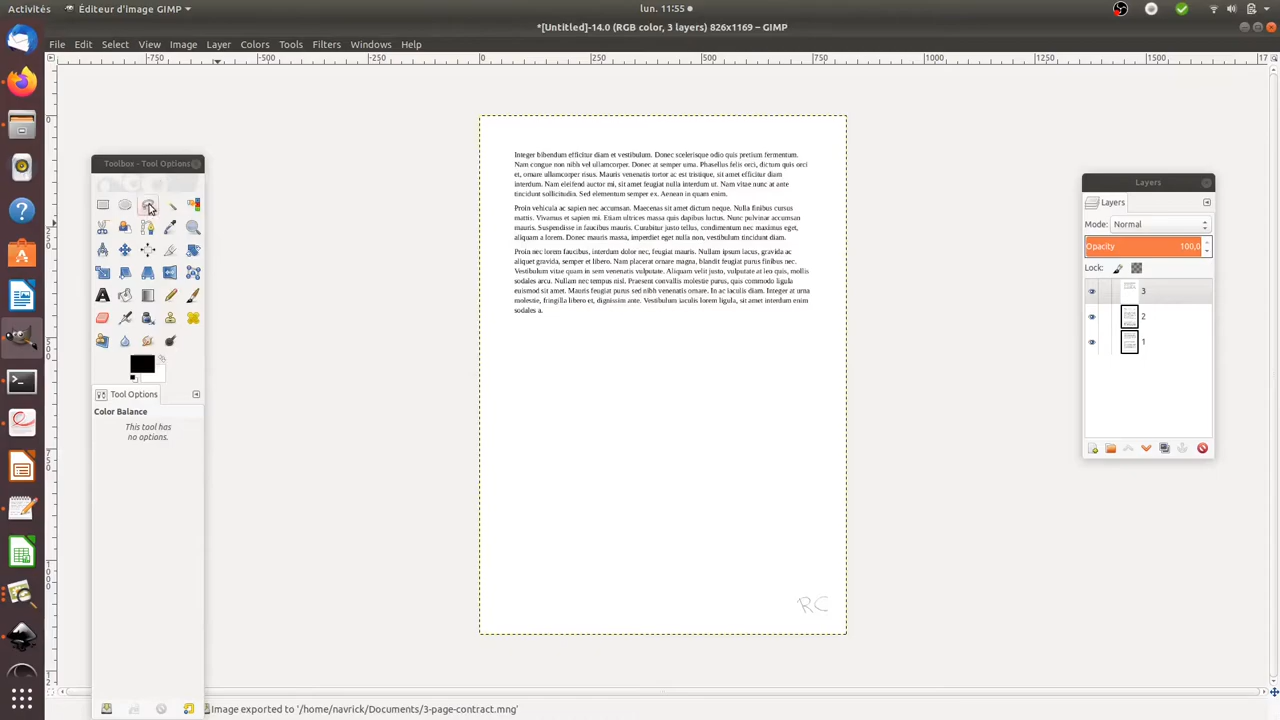 Activités
Éditeur d'image GIMP
lun. 11:55
*[Untitled]-14.0 (RGB color, 3 layers) 826x1169 – GIMP
File Edit Select View Image Layer Colors Tools Filters Windows Help
-750 -500 -250 0 250 500 750 1000 1250 1500 17
Toolbox - Tool Options
Tool Options
Color Balance
This tool has
no options.
Integer bibendum efficitur diam et vestibulum. Donec scelerisque odio quis pretium fermentum.
Nam congue non nibh vel ullamcorper. Donec at semper urna. Phasellus felis orci, dictum quis orci
et, ornare ullamcorper risus. Mauris venenatis tortor ac est tristique, sit amet efficitur diam
interdum. Nam eleifend auctor mi, sit amet feugiat nulla interdum ut. Nam vitae nunc at ante
tincidunt sollicitudin. Sed elementum semper ex. Aenean in quam enim.
Proin vehicula ac sapien nec accumsan. Maecenas sit amet dictum neque. Nulla finibus cursus
mattis. Vivamus et sapien mi. Etiam ultrices massa quis dapibus luctus. Nunc pulvinar accumsan
mauris. Suspendisse in faucibus mauris. Curabitur justo tellus, condimentum nec maximus eget,
aliquam a lorem. Donec mauris massa, imperdiet eget nulla non, vestibulum tincidunt diam.
Proin nec lorem faucibus, interdum dolor nec, feugiat mauris. Nullam ipsum lacus, gravida ac
aliquet gravida, semper et libero. Nam placerat ornare magna, blandit feugiat purus finibus nec.
Vestibulum vitae quam in sem venenatis vulputate. Aliquam velit justo, vulputate at leo quis, mollis
sodales arcu. Nullam nec tempus nisl. Praesent convallis molestie purus, quis commodo ligula
euismod sit amet. Mauris feugiat purus sed nibh venenatis ornare. In ac iaculis diam. Integer at urna
molestie, fringilla libero et, dignissim ante. Vestibulum iaculis lorem ligula, sit amet interdum enim
sodales a.
RC
Layers
Layers
Mode: Normal
Opacity 100,0
Lock:
3
2
1
Image exported to '/home/navrick/Documents/3-page-contract.mng'